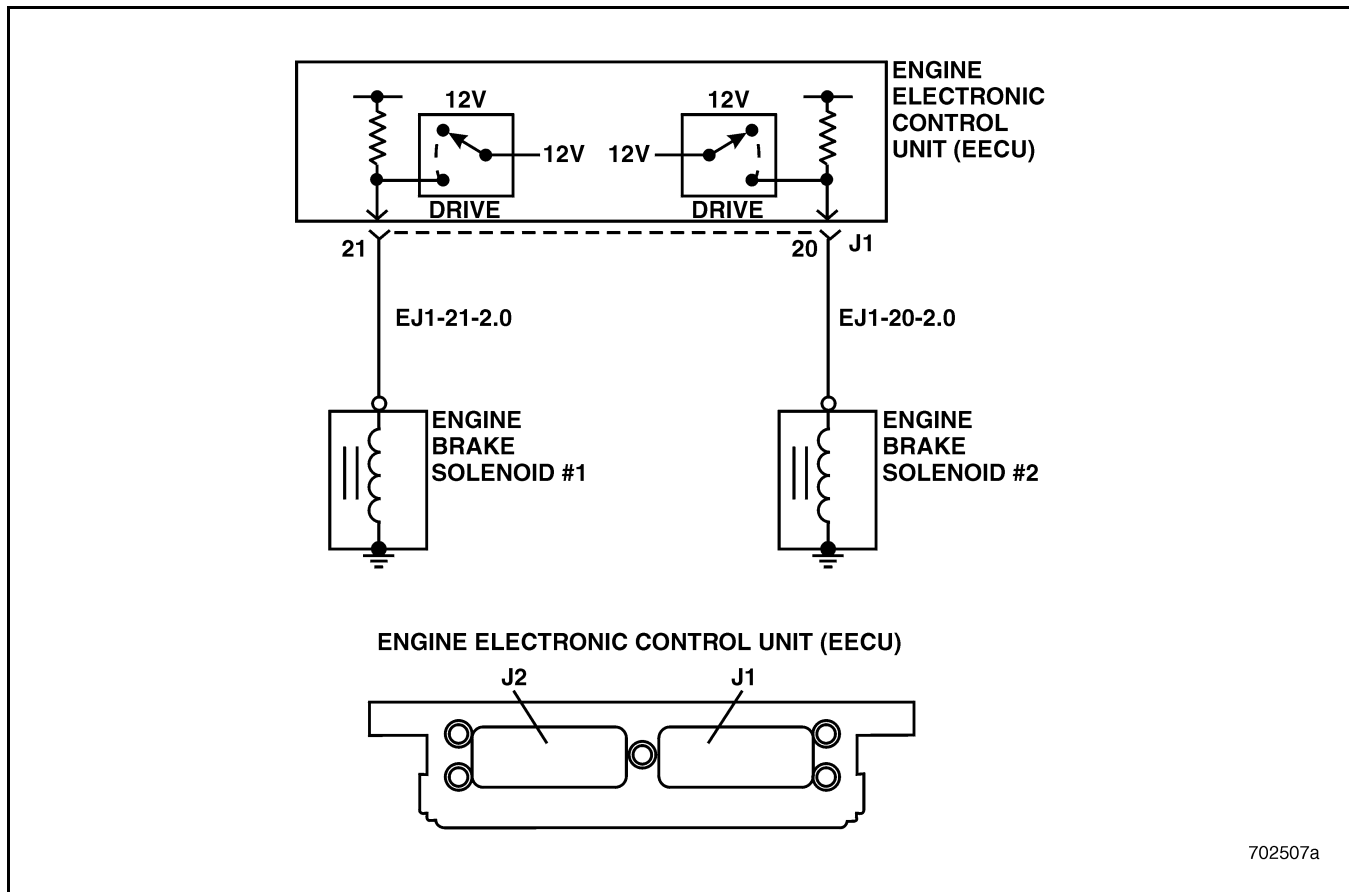 ENGINE
ELECTRONIC
CONTROL
UNIT (EECU)
12V
12V
12V
12V
DRIVE
DRIVE
21
20
J1
EJ1-21-2.0
EJ1-20-2.0
ENGINE
BRAKE
SOLENOID #1
ENGINE
BRAKE
SOLENOID #2
ENGINE ELECTRONIC CONTROL UNIT (EECU)
J2
J1
702507a